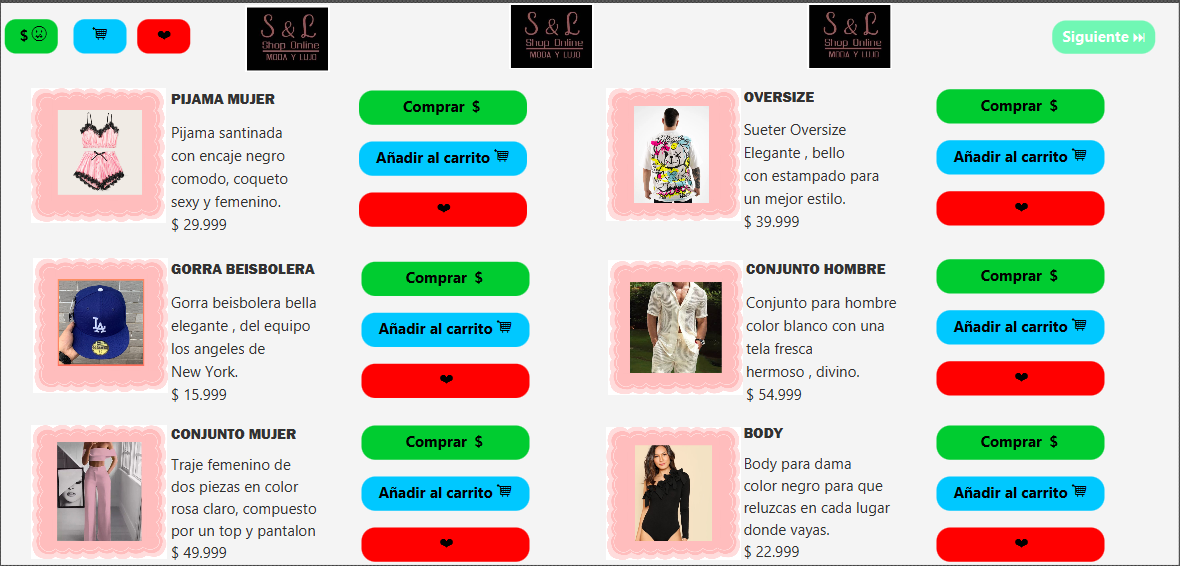 $
S & L
Shop Online
MODA Y LUJO
S & L
Shop Online
MODA Y LUJO
S & L
Shop Online
MODA Y LUJO
Siguiente
PIJAMA MUJER
Pijama santinada
con encaje negro
comodo, coqueto
sexy y femenino.
$ 29.999
Comprar $
Añadir al carrito
OVERSIZE
Sueter Oversize
Elegante , bello
con estampado para
un mejor estilo.
$ 39.999
Comprar $
Añadir al carrito
GORRA BEISBOLERA
Gorra beisbolera bella
elegante , del equipo
los angeles de
New York.
$ 15.999
LA
Comprar $
Añadir al carrito
CONJUNTO HOMBRE
Conjunto para hombre
color blanco con una
tela fresca
hermoso , divino.
$ 54.999
Comprar $
Añadir al carrito
CONJUNTO MUJER
Traje femenino de
dos piezas en color
rosa claro, compuesto
por un top y pantalon
$ 49.999
Comprar $
Añadir al carrito
BODY
Body para dama
color negro para que
reluzcas en cada lugar
donde vayas.
$ 22.999
Comprar $
Añadir al carrito